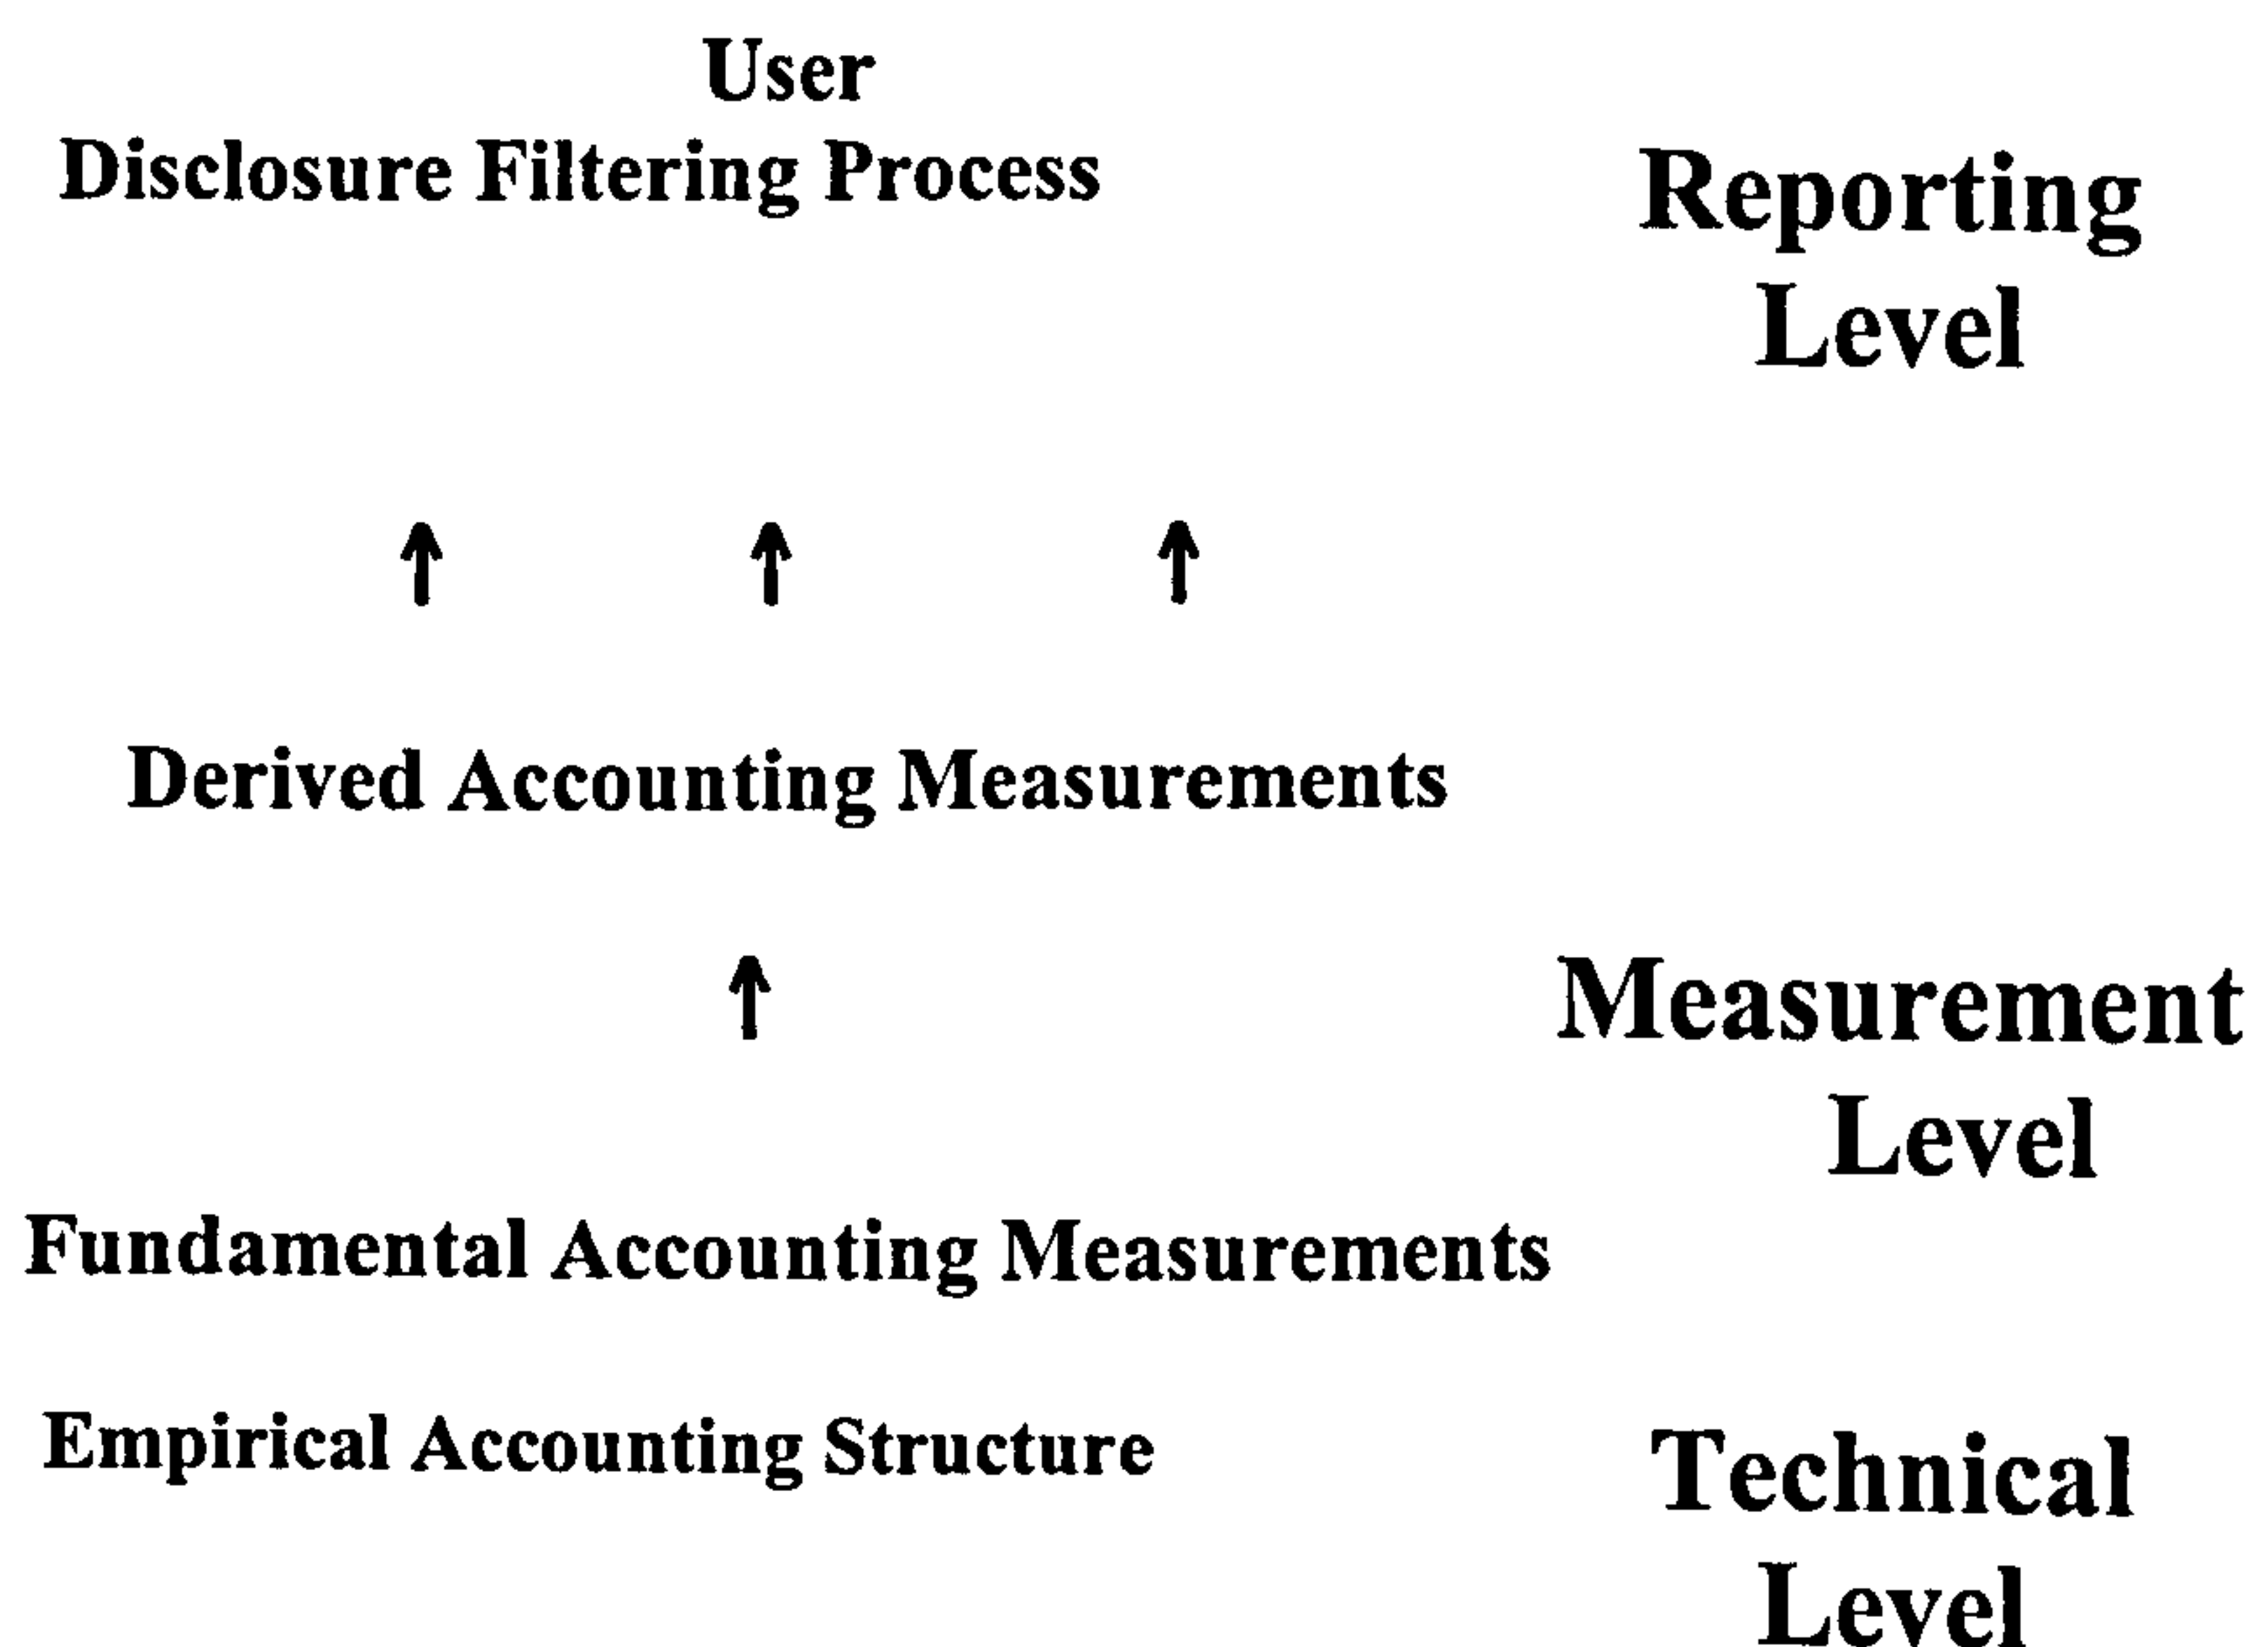 User
Disclosure Filtering Process
Reporting
Level
Derived Accounting Measurements
Measurement
Level
Fundamental Accounting Measurements
Empirical Accounting Structure
Technical
Level